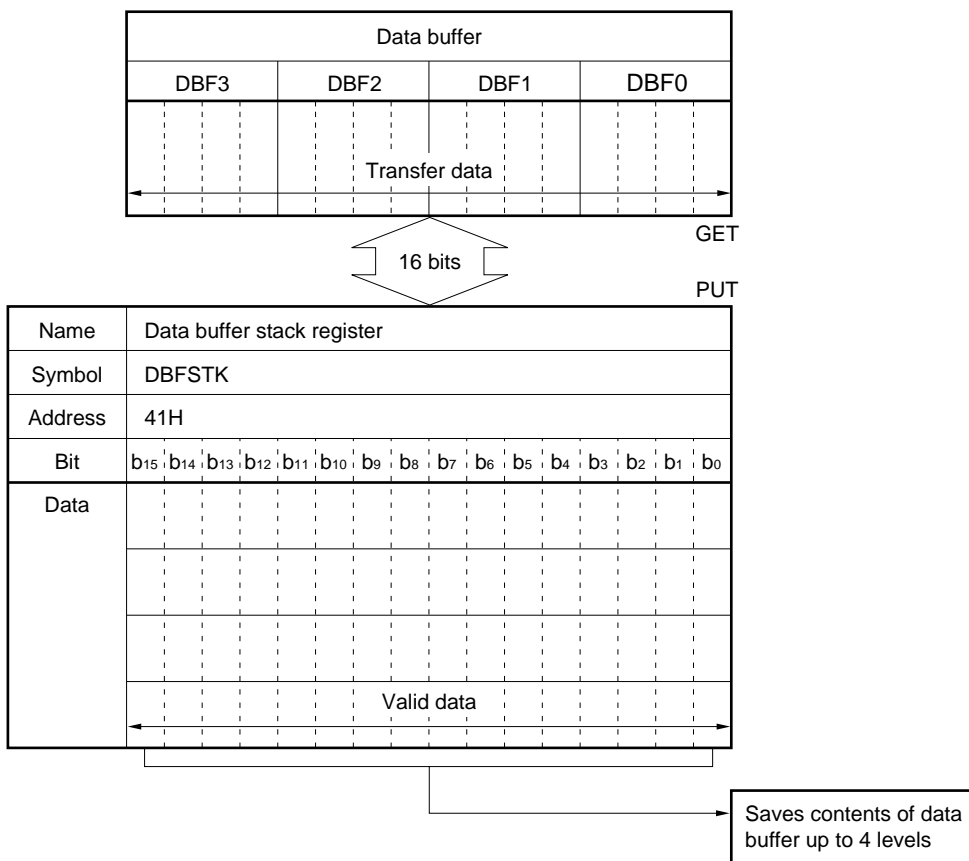 Data buffer
DBF3 DBF2 DBF1 DBF0
Transfer data
GET
16 bits
PUT
Name Data buffer stack register
Symbol DBFSTK
Address 41H
Bit b15 b14 b13 b12 b11 b10 b9 b8 b7 b6 b5 b4 b3 b2 b1 b0
Data
Valid data
Saves contents of data
buffer up to 4 levels